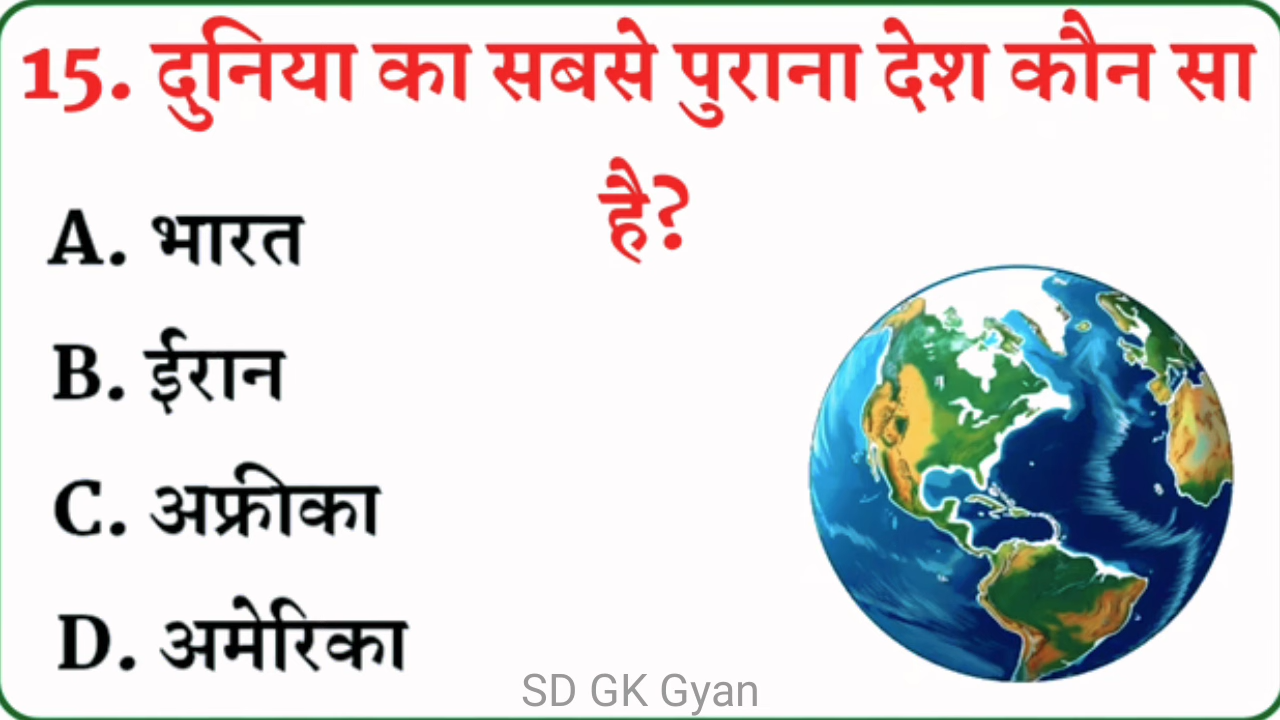 15. दुनिया का सबसे पुराना देश कौन सा
है?
A. भारत
B. ईरान
C. अफ्रीका
D. अमेरिका
SD GK Gyan